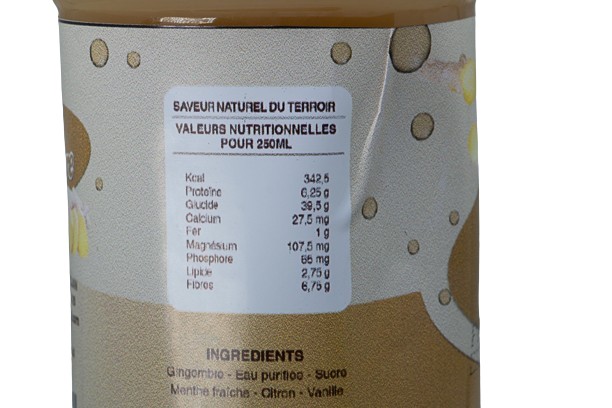 SAVEUR NATUREL DU TERROIR
VALEURS NUTRITIONNELLES
POUR 250ML
Kcal 342,5
Proteine 6,25 g
Glucide 39,5 g
Calcium 27,5 mg
Fer 1 g
Magnésium 107,5 mg
Phosphore mg
Lipide 2,75 g
Fibres 6,75 g
INGREDIENTS
Gingembre - Eau purifiée - Sucre
Menthe fraîche - Citron - Vanille